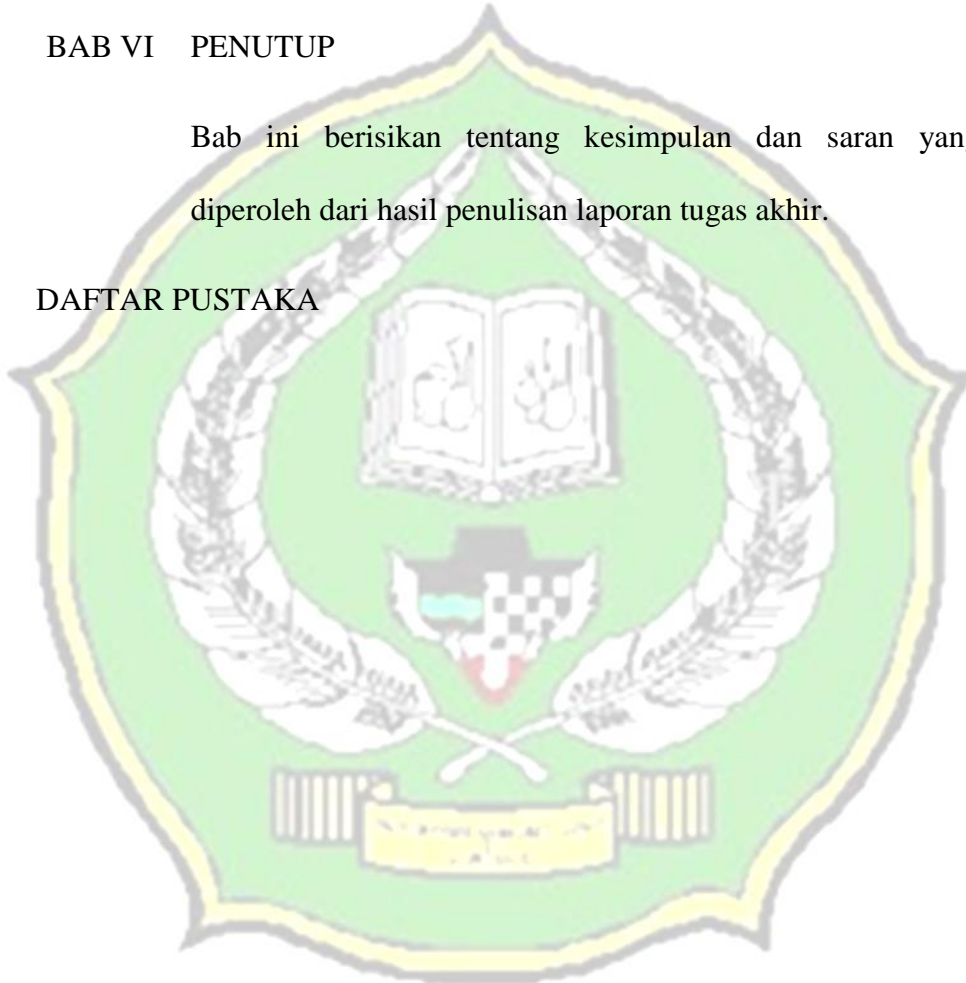 BAB VI PENUTUP
Bab ini berisikan tentang kesimpulan dan saran yan
diperoleh dari hasil penulisan laporan tugas akhir.
DAFTAR PUSTAKA